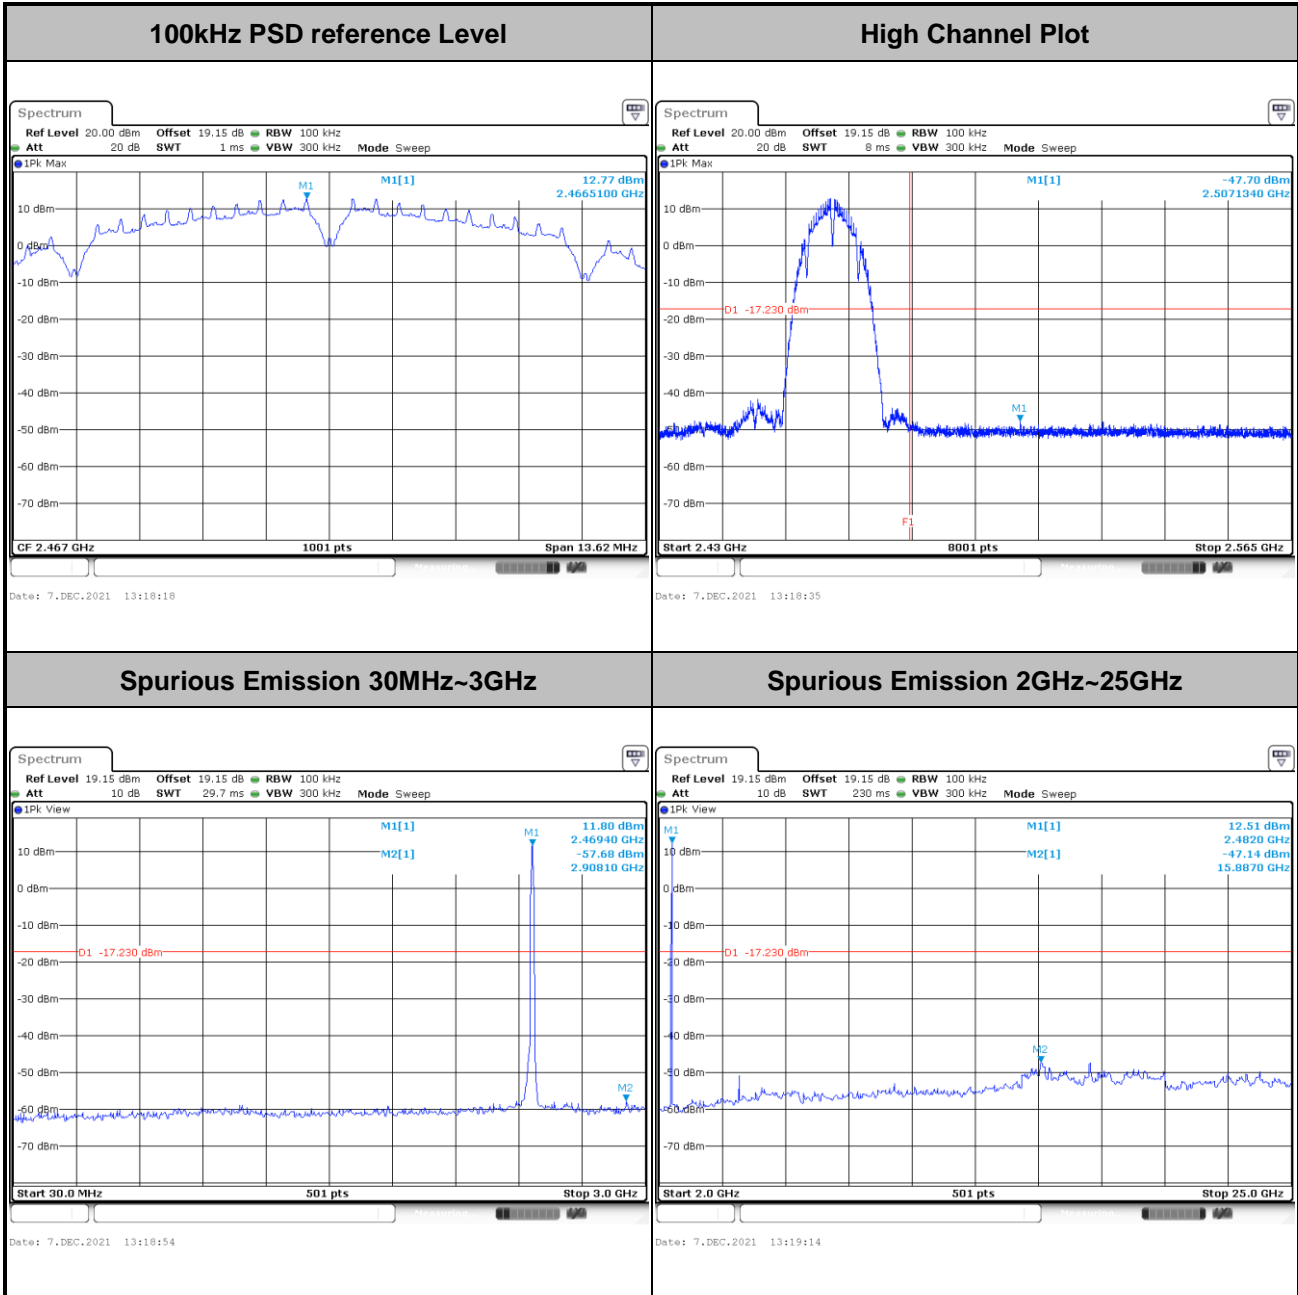 100kHz PSD reference Level
High Channel Plot
Spectrum
Ref Level 20.00 dBm Offset 19.15 dB RBW 100 kHz
Att 20 dB SWT 1 ms VBW 300 kHz Mode Sweep
1Pk Max
M1[1] 12.77 dBm
2.4665100 GHz
M1
10 dBm
0 dBm
-10 dBm
-20 dBm
-30 dBm
-40 dBm
-50 dBm
-60 dBm
-70 dBm
CF 2.467 GHz 1001 pts Span 13.62 MHz
Date: 7.DEC.2021 13:18:18
Spectrum
Ref Level 20.00 dBm Offset 19.15 dB RBW 100 kHz
Att 20 dB SWT 8 ms VBW 300 kHz Mode Sweep
1Pk Max
M1[1] -47.70 dBm
2.5071340 GHz
10 dBm
0 dBm
-10 dBm
D1 -17.230 dBm
-20 dBm
-30 dBm
-40 dBm
M1
-50 dBm
-60 dBm
-70 dBm
F1
Start 2.43 GHz 8001 pts Stop 2.565 GHz
Measuring
Date: 7.DEC.2021 13:18:35
Spurious Emission 30MHz~3GHz
Spurious Emission 2GHz~25GHz
Spectrum
Ref Level 19.15 dBm Offset 19.15 dB RBW 100 kHz
Att 10 dB SWT 29.7 ms VBW 300 kHz Mode Sweep
1Pk View
M1[1] 11.80 dBm
2.46940 GHz
M2[1] -57.68 dBm
2.90810 GHz
M1
10 dBm
0 dBm
-10 dBm
D1 -17.230 dBm
-20 dBm
-30 dBm
-40 dBm
-50 dBm
M2
-60 dBm
-70 dBm
Start 30.0 MHz 501 pts Stop 3.0 GHz
Measuring
Date: 7.DEC.2021 13:18:54
Spectrum
Ref Level 19.15 dBm Offset 19.15 dB RBW 100 kHz
Att 10 dB SWT 230 ms VBW 300 kHz Mode Sweep
1Pk View
M1[1] 12.51 dBm
2.4820 GHz
M2[1] -47.14 dBm
15.8870 GHz
M1
10 dBm
0 dBm
-10 dBm
D1 -17.230 dBm
-20 dBm
-30 dBm
-40 dBm
M2
-50 dBm
-60 dBm
-70 dBm
Start 2.0 GHz 501 pts Stop 25.0 GHz
Measuring
Date: 7.DEC.2021 13:19:14